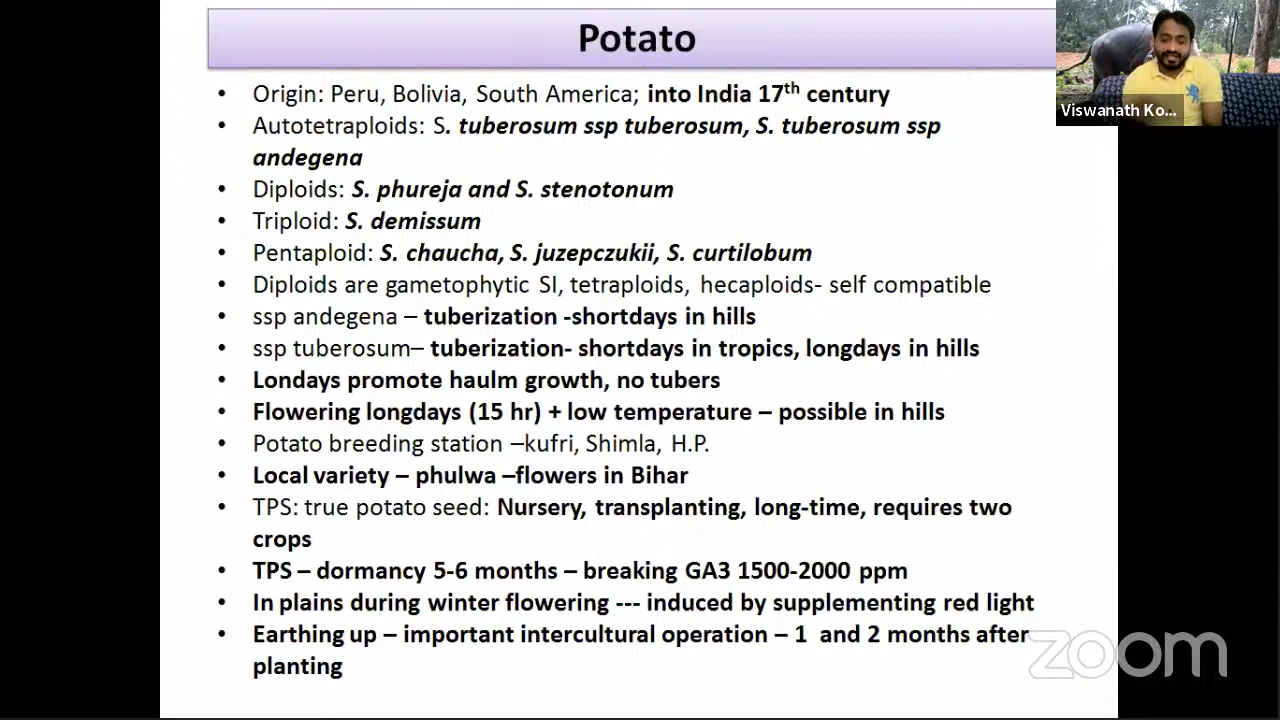 Potato
• Origin: Peru, Bolivia, South America; into India 17th century
• Autotetraploids: S. tuberosum ssp tuberosum, S. tuberosum ssp
andegena
• Diploids: S. phureja and S. stenotonum
• Triploid: S. demissum
• Pentaploid: S. chaucha, S. juzepczukii, S. curtilobum
• Diploids are gametophytic SI, tetraploids, hecaploids- self compatible
• ssp andegena – tuberization -shortdays in hills
• ssp tuberosum– tuberization- shortdays in tropics, longdays in hills
• Londays promote haulm growth, no tubers
• Flowering longdays (15 hr) + low temperature – possible in hills
• Potato breeding station –kufri, Shimla, H.P.
• Local variety – phulwa –flowers in Bihar
• TPS: true potato seed: Nursery, transplanting, long-time, requires two
crops
• TPS – dormancy 5-6 months – breaking GA3 1500-2000 ppm
• In plains during winter flowering --- induced by supplementing red light
• Earthing up – important intercultural operation – 1 and 2 months after
planting
Viswanath Ko...
zoom